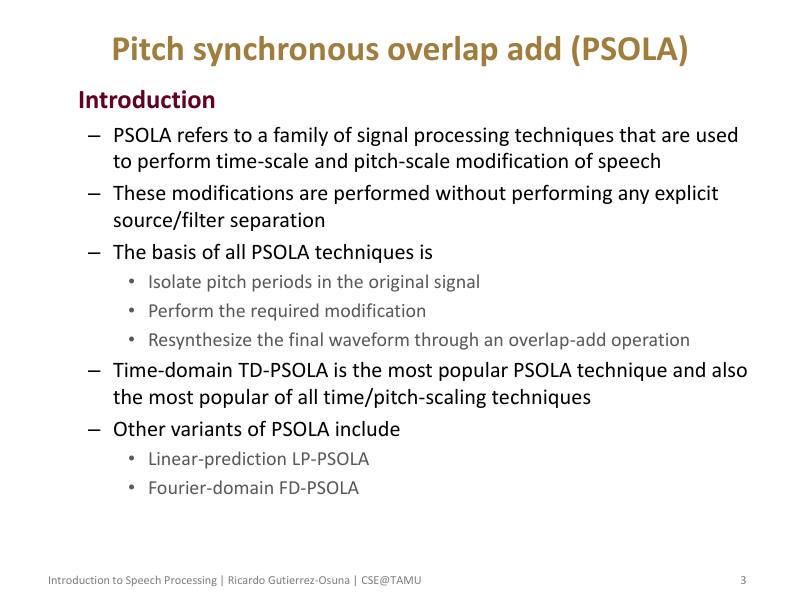 Pitch synchronous overlap add (PSOLA)
Introduction
– PSOLA refers to a family of signal processing techniques that are used
to perform time-scale and pitch-scale modification of speech
– These modifications are performed without performing any explicit
source/filter separation
– The basis of all PSOLA techniques is
• Isolate pitch periods in the original signal
• Perform the required modification
• Resynthesize the final waveform through an overlap-add operation
– Time-domain TD-PSOLA is the most popular PSOLA technique and also
the most popular of all time/pitch-scaling techniques
– Other variants of PSOLA include
• Linear-prediction LP-PSOLA
• Fourier-domain FD-PSOLA
Introduction to Speech Processing | Ricardo Gutierrez-Osuna | CSE@TAMU 3